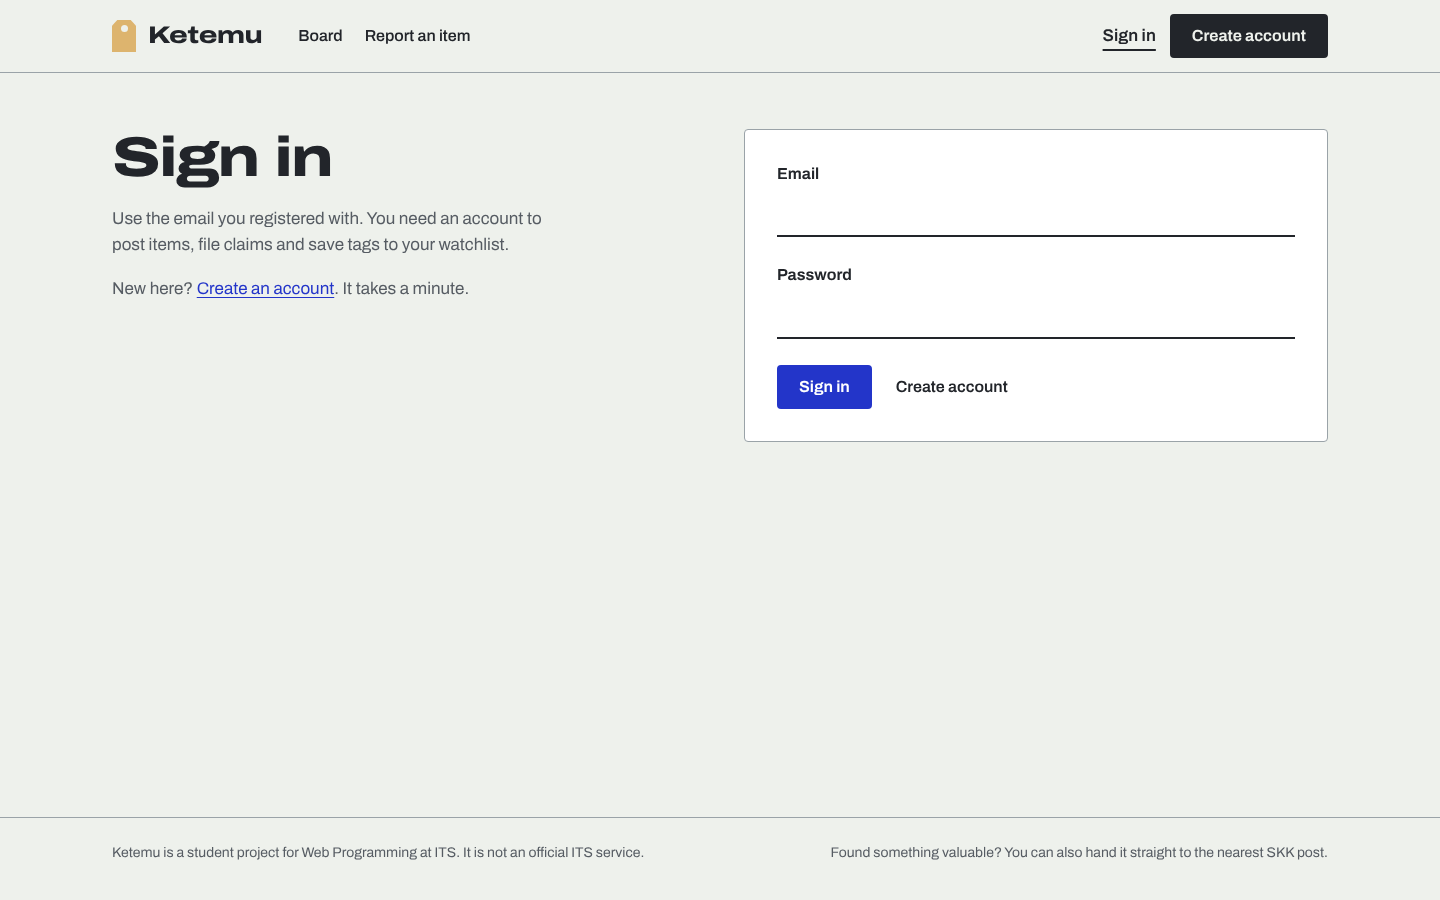 Ketemu
Board
Report an item
Sign in
Create account
Sign in
Use the email you registered with. You need an account to
post items, file claims and save tags to your watchlist.
New here? Create an account. It takes a minute.
Email
Password
Sign in
Create account
Ketemu is a student project for Web Programming at ITS. It is not an official ITS service.
Found something valuable? You can also hand it straight to the nearest SKK post.